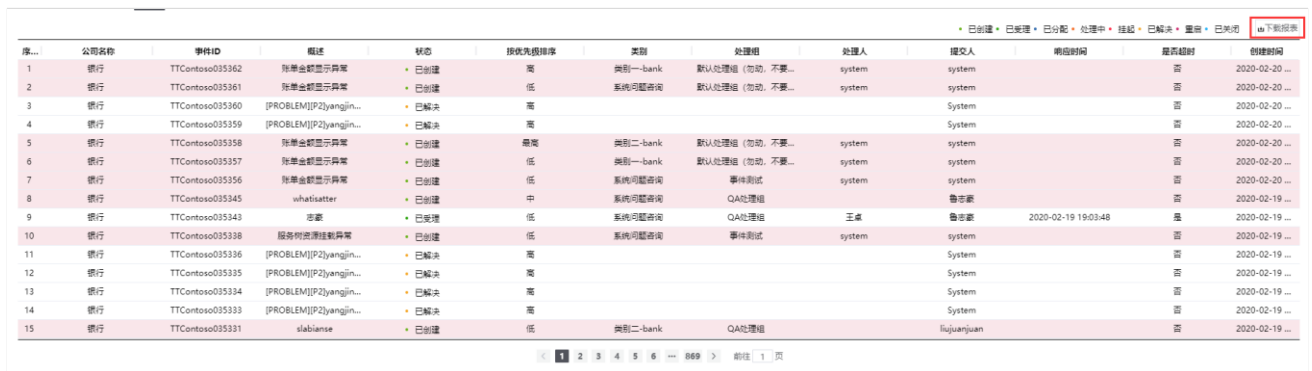 • 已创建 • 已受理 • 已分配 • 处理中 • 挂起 • 已解决 • 重启 • 已关闭 下载报表
序... 公司名称 事件ID 概述 状态 按优先级排序 类别 处理组 处理人 提交人 响应时间 是否超时 创建时间
1 银行 TTContoso035362 账单金额显示异常 • 已创建 高 类别一-bank 默认处理组（勿动，不要... system system 否 2020-02-20 ...
2 银行 TTContoso035361 账单金额显示异常 • 已创建 低 系统问题咨询 默认处理组（勿动，不要... system system 否 2020-02-20 ...
3 银行 TTContoso035360 [PROBLEM][P2]yangjin... • 已解决 高 System 否 2020-02-20 ...
4 银行 TTContoso035359 [PROBLEM][P2]yangjin... • 已解决 高 System 否 2020-02-20 ...
5 银行 TTContoso035358 账单金额显示异常 • 已创建 最高 类别二-bank 默认处理组（勿动，不要... system system 否 2020-02-20 ...
6 银行 TTContoso035357 账单金额显示异常 • 已创建 低 类别一-bank 默认处理组（勿动，不要... system system 否 2020-02-20 ...
7 银行 TTContoso035356 账单金额显示异常 • 已创建 低 系统问题咨询 事件测试 system system 否 2020-02-20 ...
8 银行 TTContoso035345 whatisatter • 已创建 中 系统问题咨询 QA处理组 鲁志豪 否 2020-02-19 ...
9 银行 TTContoso035343 志豪 • 已受理 低 系统问题咨询 QA处理组 王卓 鲁志豪 2020-02-19 19:03:48 是 2020-02-19 ...
10 银行 TTContoso035338 服务树资源挂载异常 • 已创建 低 系统问题咨询 事件测试 system system 否 2020-02-19 ...
11 银行 TTContoso035336 [PROBLEM][P2]yangjin... • 已解决 高 System 否 2020-02-19 ...
12 银行 TTContoso035335 [PROBLEM][P2]yangjin... • 已解决 高 System 否 2020-02-19 ...
13 银行 TTContoso035334 [PROBLEM][P2]yangjin... • 已解决 高 System 否 2020-02-19 ...
14 银行 TTContoso035333 [PROBLEM][P2]yangjin... • 已解决 高 System 否 2020-02-19 ...
15 银行 TTContoso035331 slabianse • 已创建 低 类别二-bank QA处理组 liujuanjuan 否 2020-02-19 ...
< 1 2 3 4 5 6 ... 869 > 前往 1 页